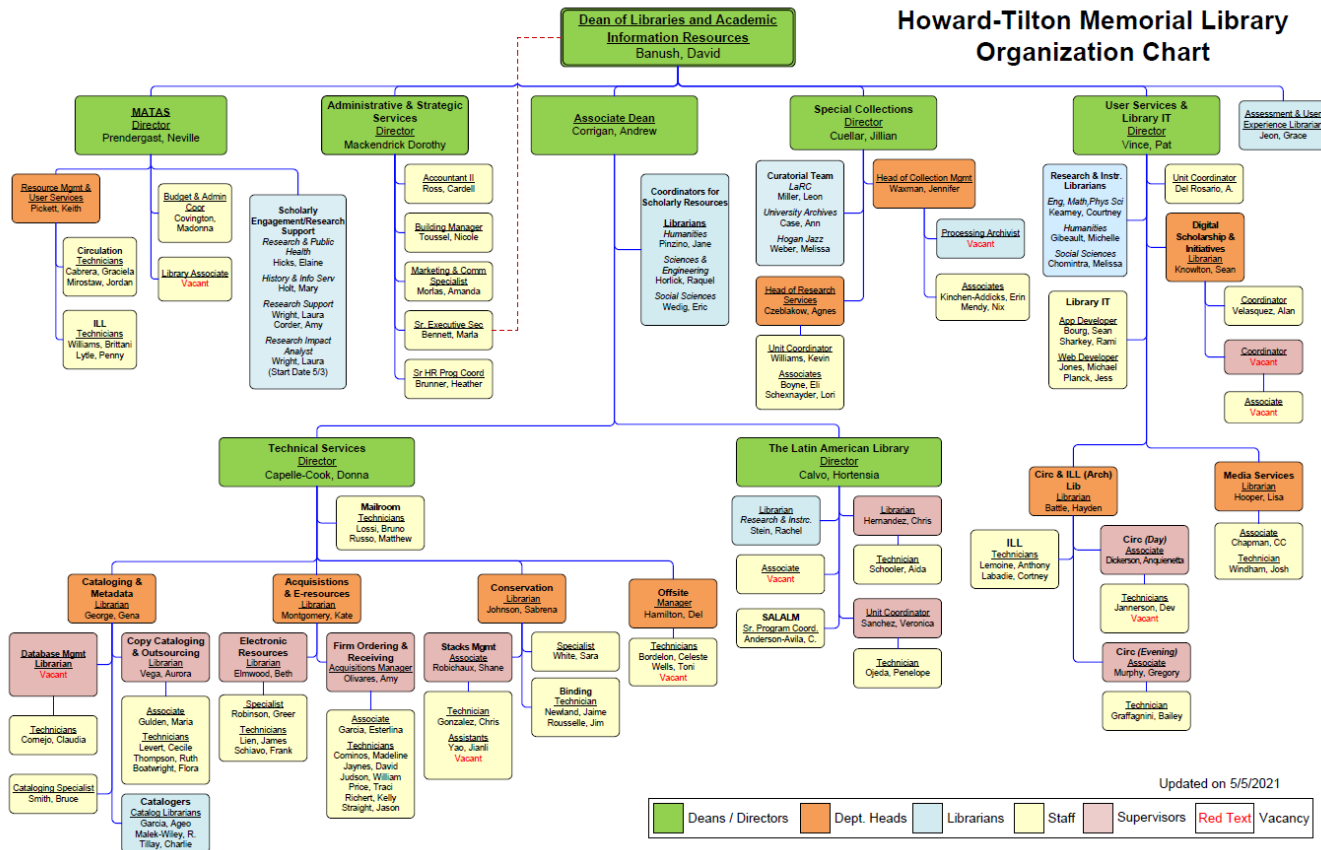 Howard-Tilton Memorial Library
Organization Chart
Dean of Libraries and Academic
Information Resources
Banush, David
MATAS
Director
Prendergast, Neville
Administrative & Strategic
Services
Director
Mackendrick Dorothy
Associate Dean
Corrigan, Andrew
Special Collections
Director
Cuellar, Jillian
User Services &
Library IT
Director
Vince, Pat
Assessment & User
Experience Librarian
Jeon, Grace
Resource Mgmt &
User Services
Pickett, Keith
Circulation
Technicians
Cabrera, Graciela
Mirostaw, Jordan
ILL
Technicians
Williams, Brittani
Lytle, Penny
Budget & Admin
Coor
Covington,
Madonna
Library Associate
Vacant
Scholarly
Engagement/Research
Support
Research & Public
Health
Hicks, Elaine
History & Info Serv
Holt, Mary
Research Support
Wright, Laura
Corder, Amy
Research Impact
Analyst
Wright, Laura
(Start Date 5/3)
Accountant II
Ross, Cardell
Building Manager
Toussel, Nicole
Marketing & Comm
Specialist
Morlas, Amanda
Sr. Executive Sec
Bennett, Marla
Sr HR Prog Coord
Brunner, Heather
Coordinators for
Scholarly Resources
Librarians
Humanities
Pinzino, Jane
Sciences &
Engineering
Horlick, Raquel
Social Sciences
Wedig, Eric
Curatorial Team
LaRC
Miller, Leon
University Archives
Case, Ann
Hogan Jazz
Weber, Melissa
Head of Research
Services
Czeblakow, Agnes
Unit Coordinator
Williams, Kevin
Associates
Boyne, Eli
Schexnayder, Lori
Head of Collection Mgmt
Waxman, Jennifer
Processing Archivist
Vacant
Associates
Kinchen-Addicks, Erin
Mendy, Nix
Research & Instr.
Librarians
Eng, Math,Phys Sci
Kearney, Courtney
Humanities
Gibeault, Michelle
Social Sciences
Chomintra, Melissa
Library IT
App Developer
Bourg, Sean
Sharkey, Rami
Web Developer
Jones, Michael
Planck, Jess
Unit Coordinator
Del Rosario, A.
Digital
Scholarship &
Initiatives
Librarian
Knowlton, Sean
Coordinator
Velasquez, Alan
Coordinator
Vacant
Associate
Vacant
Technical Services
Director
Capelle-Cook, Donna
Mailroom
Technicians
Lossi, Bruno
Russo, Matthew
The Latin American Library
Director
Calvo, Hortensia
Librarian
Research & Instrc.
Stein, Rachel
Associate
Vacant
SALALM
Sr. Program Coord.
Anderson-Avila, C.
Librarian
Hernandez, Chris
Technician
Schooler, Aida
Unit Coordinator
Sanchez, Veronica
Technician
Ojeda, Penelope
Circ & ILL (Arch)
Lib
Librarian
Battle, Hayden
ILL
Technicians
Lemoine, Anthony
Labadie, Cortney
Circ (Day)
Associate
Dickerson, Anquienetta
Technicians
Jannerson, Dev
Vacant
Circ (Evening)
Associate
Murphy, Gregory
Technician
Graffagnini, Bailey
Media Services
Librarian
Hooper, Lisa
Associate
Chapman, CC
Technician
Windham, Josh
Cataloging &
Metadata
Librarian
George, Gena
Database Mgmt
Librarian
Vacant
Technicians
Cornejo, Claudia
Cataloging Specialist
Smith, Bruce
Copy Cataloging
& Outsourcing
Librarian
Vega, Aurora
Associate
Gulden, Maria
Technicians
Levert, Cecile
Thompson, Ruth
Boatwright, Flora
Catalogers
Catalog Librarians
Garcia, Ageo
Malek-Wiley, R.
Tillay, Charlie
Acquisitions
& E-resources
Librarian
Montgomery, Kate
Electronic
Resources
Librarian
Elmwood, Beth
Specialist
Robinson, Greer
Technicians
Lien, James
Schiavo, Frank
Firm Ordering &
Receiving
Acquisitions Manager
Olivares, Amy
Associate
Garcia, Esterlina
Technicians
Cominos, Madeline
Jaynes, David
Judson, William
Price, Traci
Richert, Kelly
Straight, Jason
Conservation
Librarian
Johnson, Sabrena
Stacks Mgmt
Associate
Robichaux, Shane
Technician
Gonzalez, Chris
Assistants
Yao, Jianli
Vacant
Specialist
White, Sara
Binding
Technician
Newland, Jaime
Rousselle, Jim
Offsite
Manager
Hamilton, Del
Technicians
Bordelon, Celeste
Wells, Toni
Vacant
Updated on 5/5/2021
Deans / Directors
Dept. Heads
Librarians
Staff
Supervisors
Red Text
Vacancy